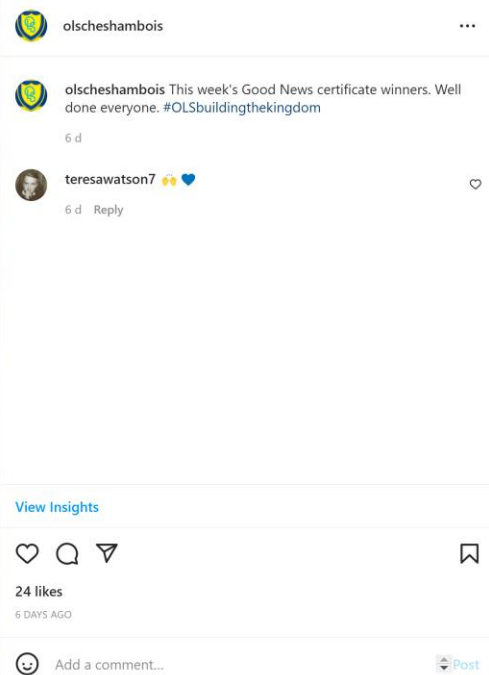 olscheshambois
olscheshambois This week's Good News certificate winners. Well
done everyone. #OLSbuildingthekingdom
6 d
teresawatson7 🙌 💙
6 d Reply
View Insights
24 likes
6 DAYS AGO
Add a comment...
Post